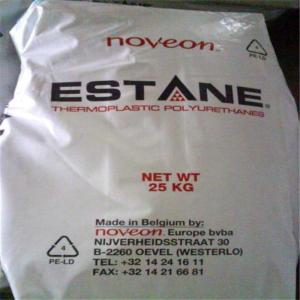 noveon
4
PE-LD
ESTANE®
THERMOPLASTIC POLYURETHANES
NET WT
25 KG
Made in Belgium by:
noveon. Europe bvba
NIJVERHEIDSSTRAAT 30
B-2260 OEVEL (WESTERLO)
TEL: +32 14 24 16 11
FAX: +32 14 21 66 81
4
PE-LD